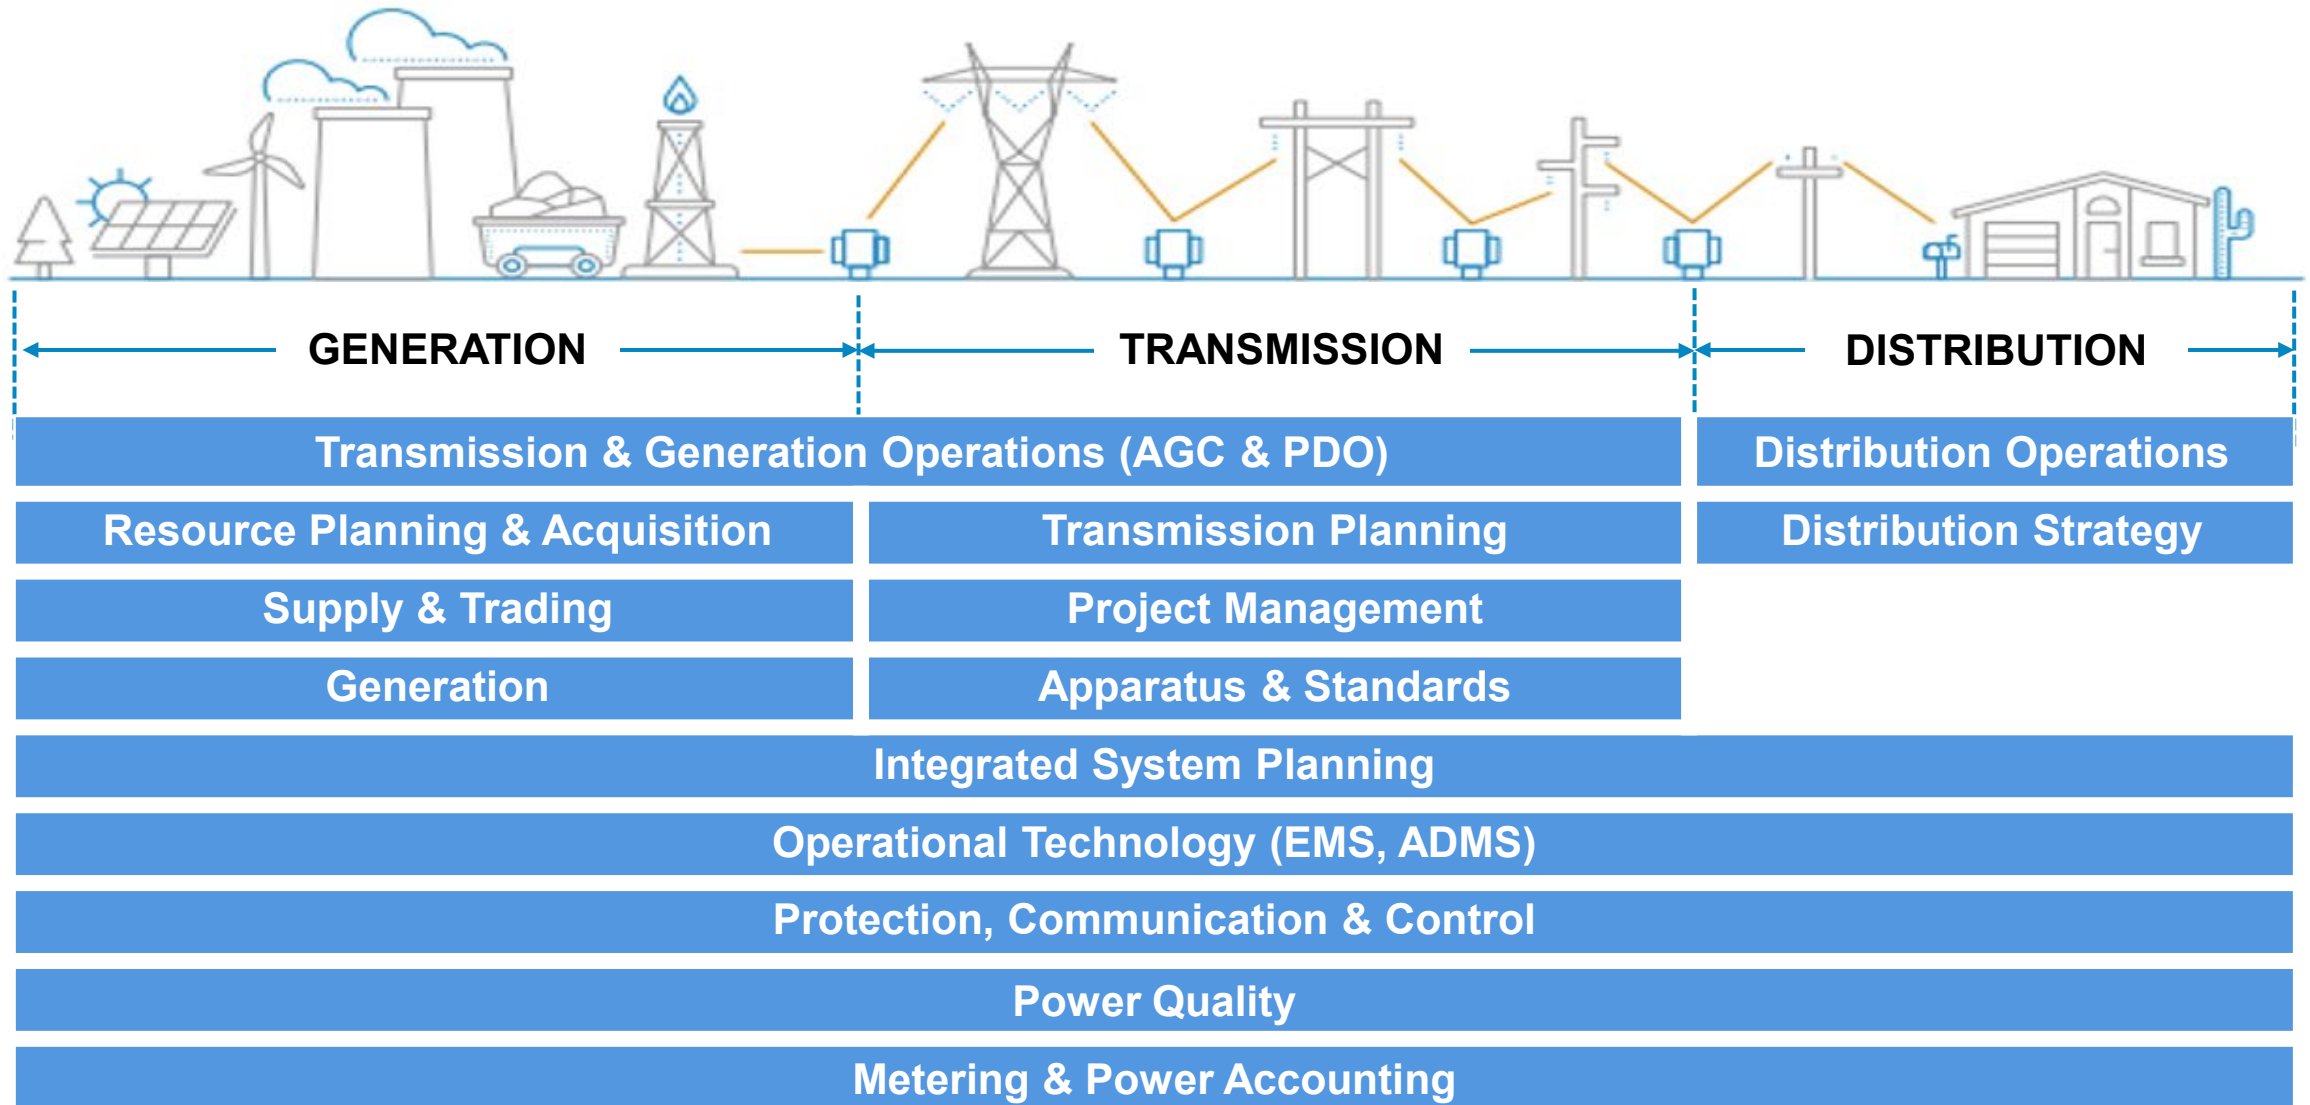 GENERATION
TRANSMISSION
DISTRIBUTION
Transmission & Generation Operations (AGC & PDO)
Distribution Operations
Resource Planning & Acquisition
Transmission Planning
Distribution Strategy
Supply & Trading
Project Management
Generation
Apparatus & Standards
Integrated System Planning
Operational Technology (EMS, ADMS)
Protection, Communication & Control
Power Quality
Metering & Power Accounting